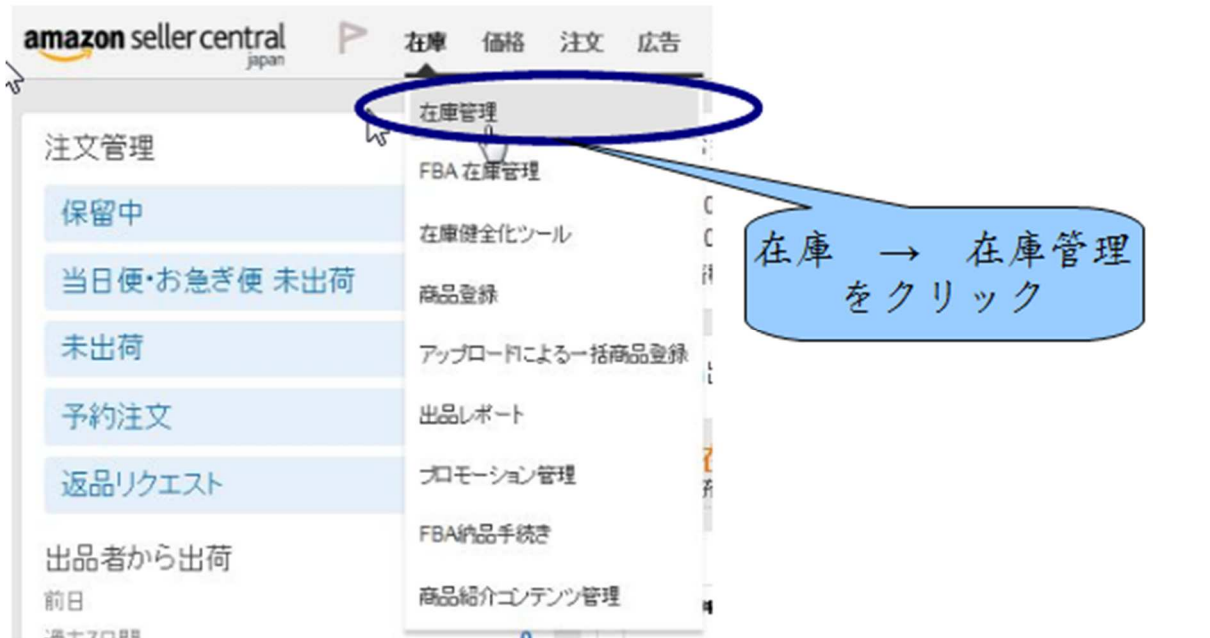 amazon seller central
japan
在庫 価格 注文 広告
在庫管理
FBA 在庫管理
在庫健全化ツール
商品登録
アップロードによる一括商品登録
出品レポート
プロモーション管理
FBA納品手続き
商品紹介コンテンツ管理
注文管理
保留中
当日便・お急ぎ便 未出荷
未出荷
予約注文
返品リクエスト
出品者から出荷
前日
在庫 → 在庫管理
をクリック